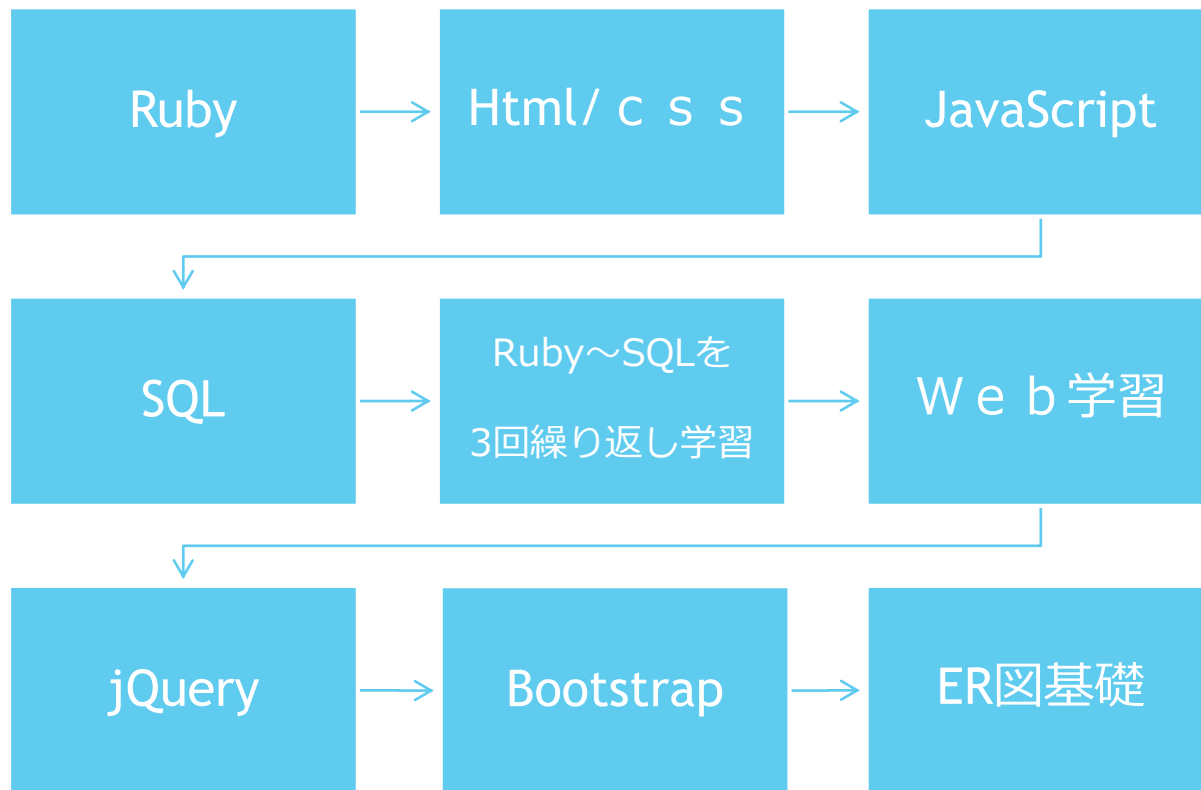 Ruby
Html/ｃｓｓ
JavaScript
SQL
Ruby～SQLを
3回繰り返し学習
Ｗｅｂ学習
jQuery
Bootstrap
ER図基礎